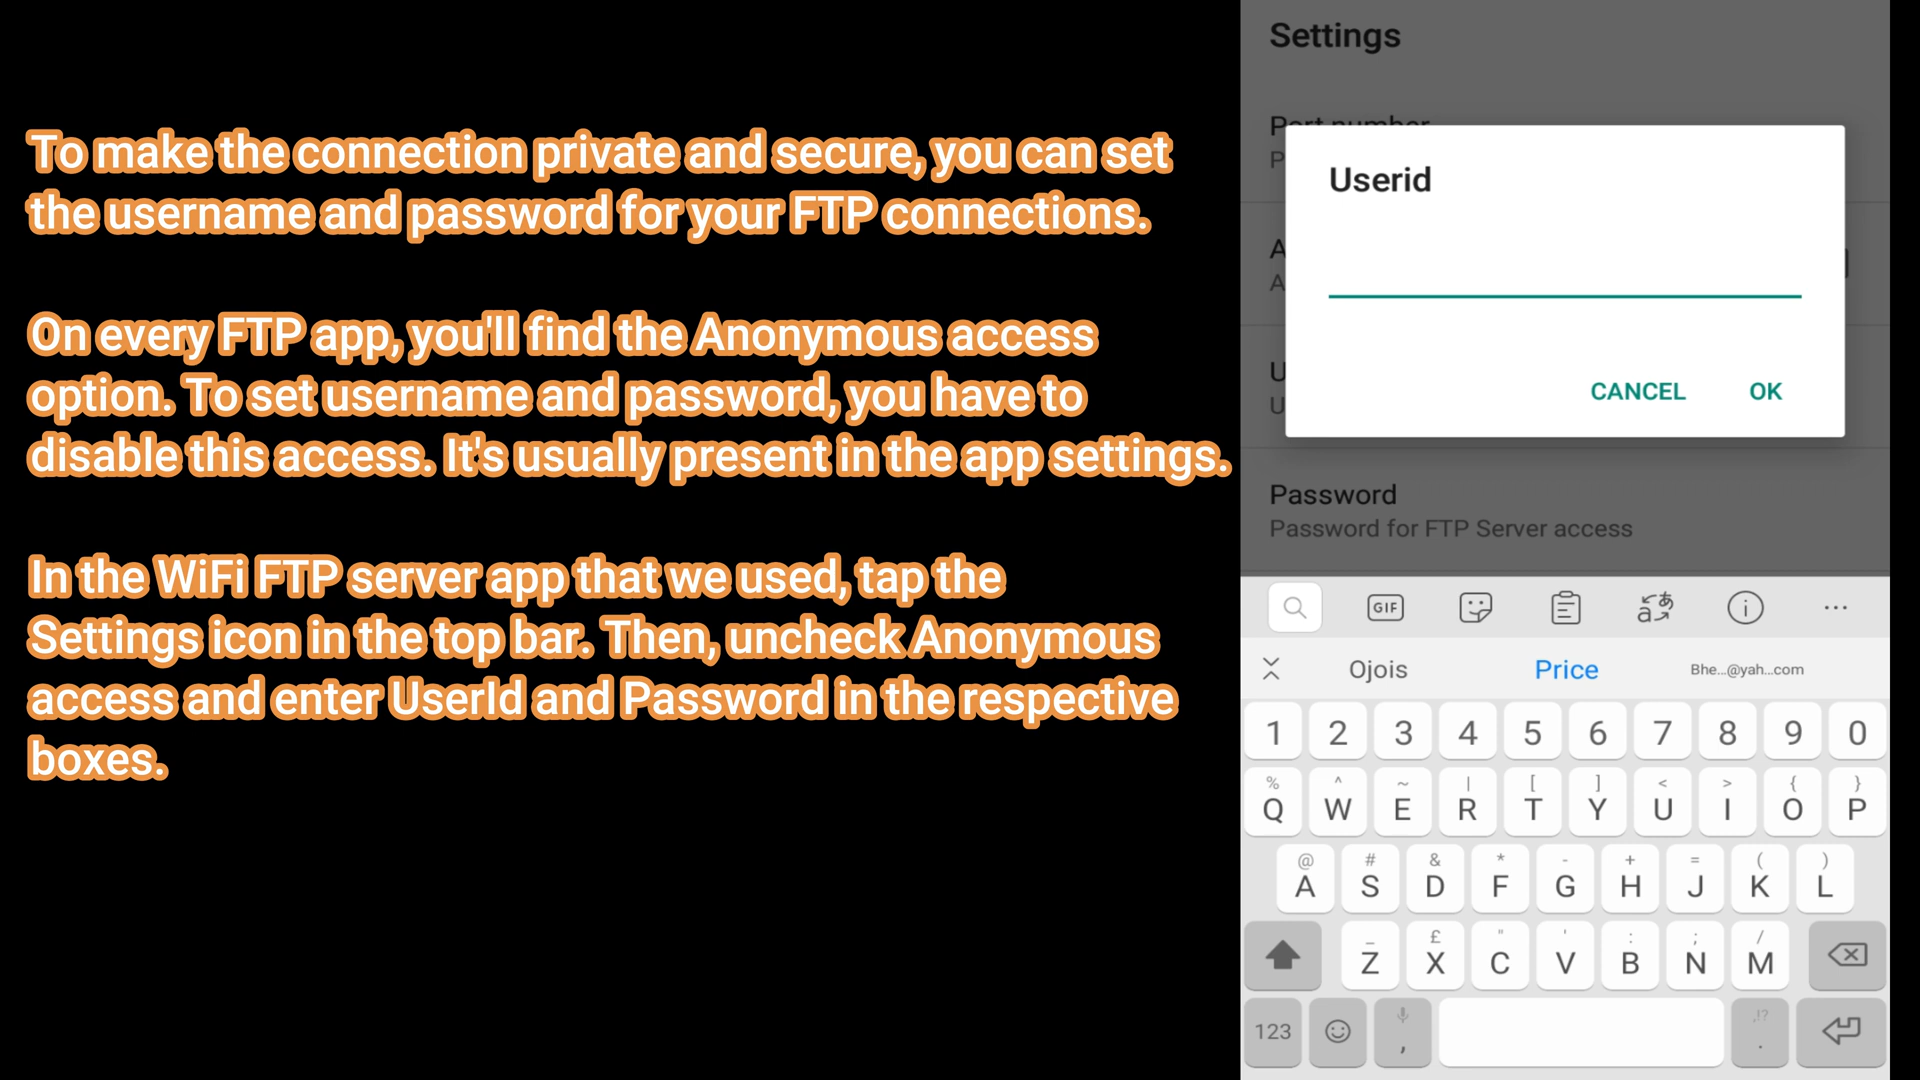 To make the connection private and secure, you can set
the username and password for your FTP connections.
On every FTP app, you'll find the Anonymous access
option. To set username and password, you have to
disable this access. It's usually present in the app settings.
In the WiFi FTP server app that we used, tap the
Settings icon in the top bar. Then, uncheck Anonymous
access and enter UserId and Password in the respective
boxes.
Settings
Port number
P
A
A
U
U
Userid
CANCEL OK
Password
Password for FTP Server access
GIF
Ojois Price Bhe...@yah...com
1 2 3 4 5 6 7 8 9 0
% ^ ~ | [ ] < > { }
Q W E R T Y U I O P
@ # & * - + = ( )
A S D F G H J K L
_ £ " ' : ; /
Z X C V B N M
123 , .
,!?